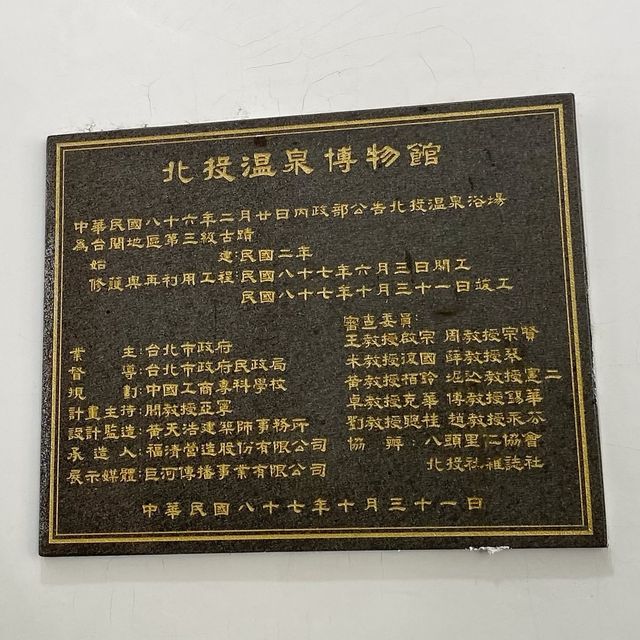 北投溫泉博物館
中華民國八十六年二月廿日內政部公告北投溫泉浴場
為台閩地區第三級古蹟
始建:民國二年
修護與再利用工程:民國八十七年六月三日開工
民國八十七年十月三十一日竣工
業主:台北市政府
督導:台北市政府民政局
規劃:中國工商專科學校
計畫主持:閻教授亞寧
設計監造:黃天浩建築師事務所
承造人:福清營造股份有限公司
展示媒體:巨河傳播事業有限公司
審查委員:
王教授啟宗 周教授宗賢
米教授復國 薛教授琴
黃教授栢鈴 堀込教授憲二
卓教授克華 傅教授錫華
劉教授聰桂 趙教授永芬
協辦:八頭里仁協會
北投社雜誌社
中華民國八十七年十月三十一日